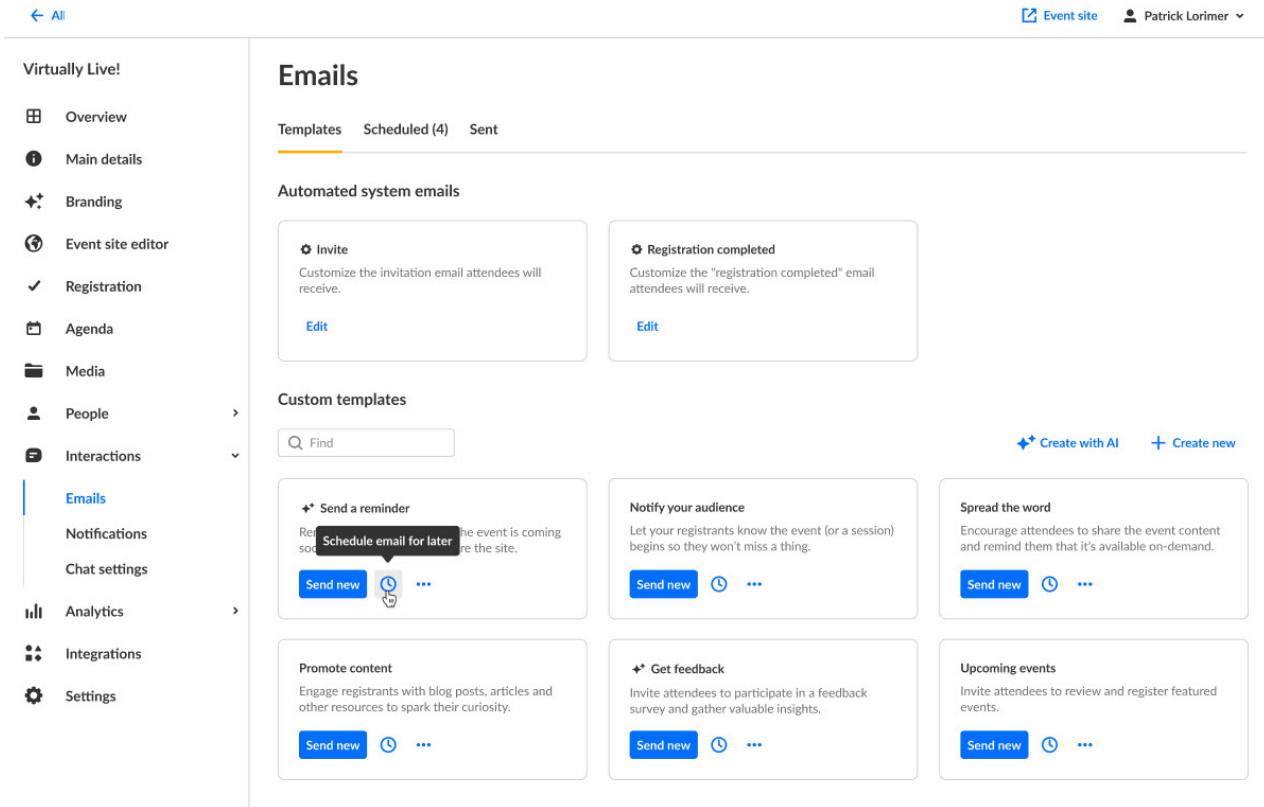 All
Event site
Patrick Lorimer
Virtually Live!
Overview
Main details
Branding
Event site editor
Registration
Agenda
Media
People
Interactions
Emails
Notifications
Chat settings
Analytics
Integrations
Settings
Emails
Templates Scheduled (4) Sent
Automated system emails
Invite
Customize the invitation email attendees will
receive.
Edit
Registration completed
Customize the "registration completed" email
attendees will receive.
Edit
Custom templates
Find
Create with AI
Create new
Send a reminder
he event is coming
re the site.
Schedule email for later
Send new
Notify your audience
Let your registrants know the event (or a session)
begins so they won't miss a thing.
Send new
Spread the word
Encourage attendees to share the event content
and remind them that it's available on-demand.
Send new
Promote content
Engage registrants with blog posts, articles and
other resources to spark their curiosity.
Send new
Get feedback
Invite attendees to participate in a feedback
survey and gather valuable insights.
Send new
Upcoming events
Invite attendees to review and register featured
events.
Send new